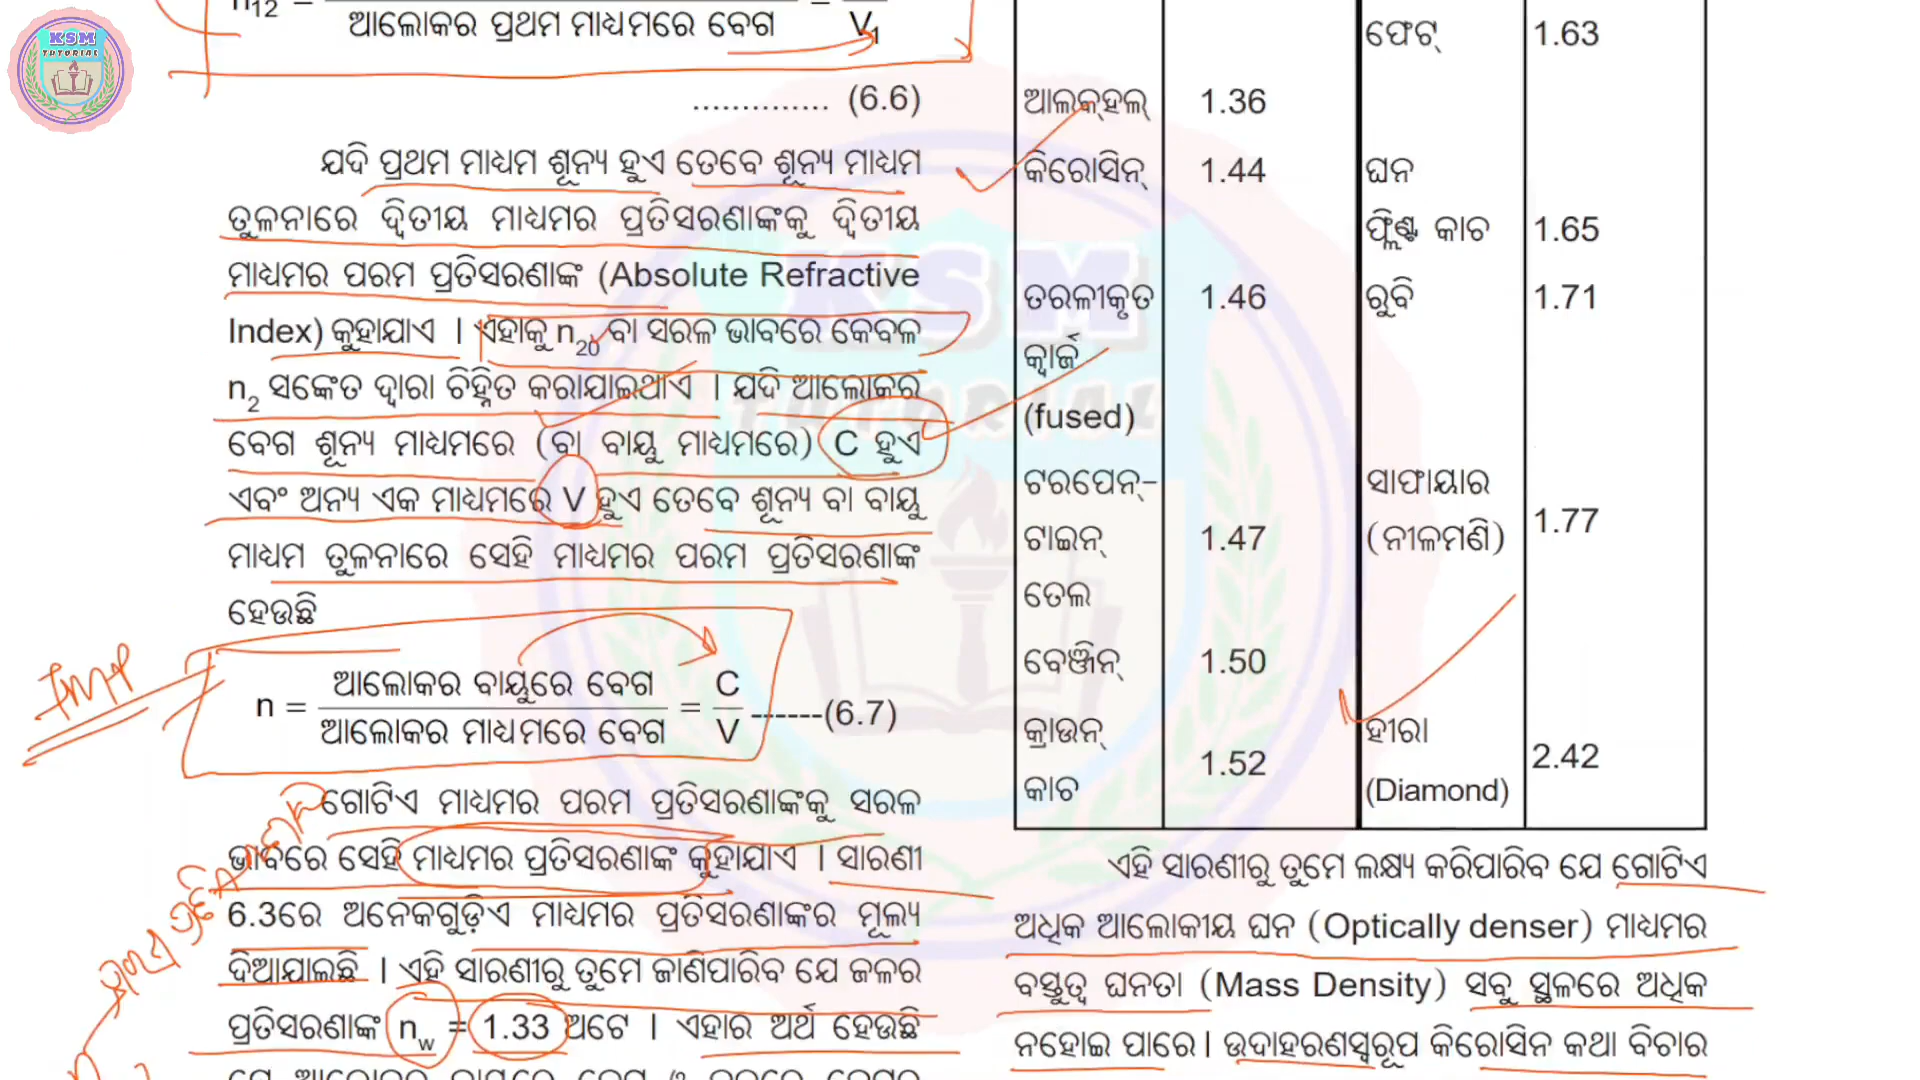 KSM
TUTORIAL
n12 =
ଆଲୋକର ପ୍ରଥମ ମାଧ୍ୟମରେ ବେଗ
=
V1
.............. (6.6)
ଯଦି ପ୍ରଥମ ମାଧ୍ୟମ ଶୂନ୍ୟ ହୁଏ ତେବେ ଶୂନ୍ୟ ମାଧ୍ୟମ
ତୁଳନାରେ ଦ୍ୱିତୀୟ ମାଧ୍ୟମର ପ୍ରତିସରଣାଙ୍କକୁ ଦ୍ୱିତୀୟ
ମାଧ୍ୟମର ପରମ ପ୍ରତିସରଣାଙ୍କ (Absolute Refractive
Index) କୁହାଯାଏ । ଏହାକୁ n20 ବା ସରଳ ଭାବରେ କେବଳ
n2 ସଙ୍କେତ ଦ୍ୱାରା ଚିହ୍ନିତ କରାଯାଇଥାଏ । ଯଦି ଆଲୋକର
ବେଗ ଶୂନ୍ୟ ମାଧ୍ୟମରେ (ବା ବାୟୁ ମାଧ୍ୟମରେ) C ହୁଏ
ଏବଂ ଅନ୍ୟ ଏକ ମାଧ୍ୟମରେ V ହୁଏ ତେବେ ଶୂନ୍ୟ ବା ବାୟୁ
ମାଧ୍ୟମ ତୁଳନାରେ ସେହି ମାଧ୍ୟମର ପରମ ପ୍ରତିସରଣାଙ୍କ
ହେଉଛି
IMP
n = ଆଲୋକର ବାୟୁରେ ବେଗ / ଆଲୋକର ମାଧ୍ୟମରେ ବେଗ = C / V -------(6.7)
ଗୋଟିଏ ମାଧ୍ୟମର ପରମ ପ୍ରତିସରଣାଙ୍କକୁ ସରଳ
ଭାବରେ ସେହି ମାଧ୍ୟମର ପ୍ରତିସରଣାଙ୍କ କୁହାଯାଏ । ସାରଣୀ
6.3ରେ ଅନେକଗୁଡ଼ିଏ ମାଧ୍ୟମର ପ୍ରତିସରଣାଙ୍କର ମୂଲ୍ୟ
ଦିଆଯାଇଛି । ଏହି ସାରଣୀରୁ ତୁମେ ଜାଣିପାରିବ ଯେ ଜଳର
ପ୍ରତିସରଣାଙ୍କ nw = 1.33 ଅଟେ । ଏହାର ଅର୍ଥ ହେଉଛି
ଫେଟ୍ 1.63
ଆଲକ୍‌ହଲ୍ 1.36
କିରୋସିନ୍ 1.44 ଘନ
ଫ୍ଲିଣ୍ଟ କାଚ 1.65
ତରଳୀକୃତ 1.46 ରୁବି 1.71
କ୍ୱାର୍ଜ
(fused)
ଟରପେନ୍- ସାଫାୟାର
1.77
ଟାଇନ୍ 1.47 (ନୀଳମଣି)
ତେଲ
ବେଞ୍ଜିନ୍ 1.50
କ୍ରାଉନ୍ ହୀରା
1.52 2.42
କାଚ (Diamond)
ଏହି ସାରଣୀରୁ ତୁମେ ଲକ୍ଷ୍ୟ କରିପାରିବ ଯେ ଗୋଟିଏ
ଅଧିକ ଆଲୋକୀୟ ଘନ (Optically denser) ମାଧ୍ୟମର
ବସ୍ତୁତ୍ୱ ଘନତା (Mass Density) ସବୁ ସ୍ଥଳରେ ଅଧିକ
ନହୋଇ ପାରେ। ଉଦାହରଣସ୍ୱରୂପ କିରୋସିନ କଥା ବିଚାର
KSM
TUTORIAL